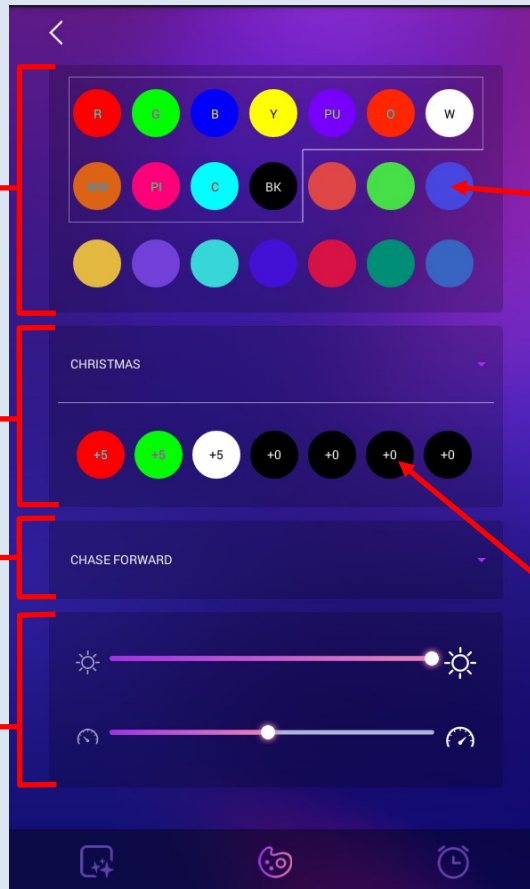 R G B Y PU O W
WW PI C BK
CHRISTMAS
+5 +5 +5 +0 +0 +0 +0
CHASE FORWARD